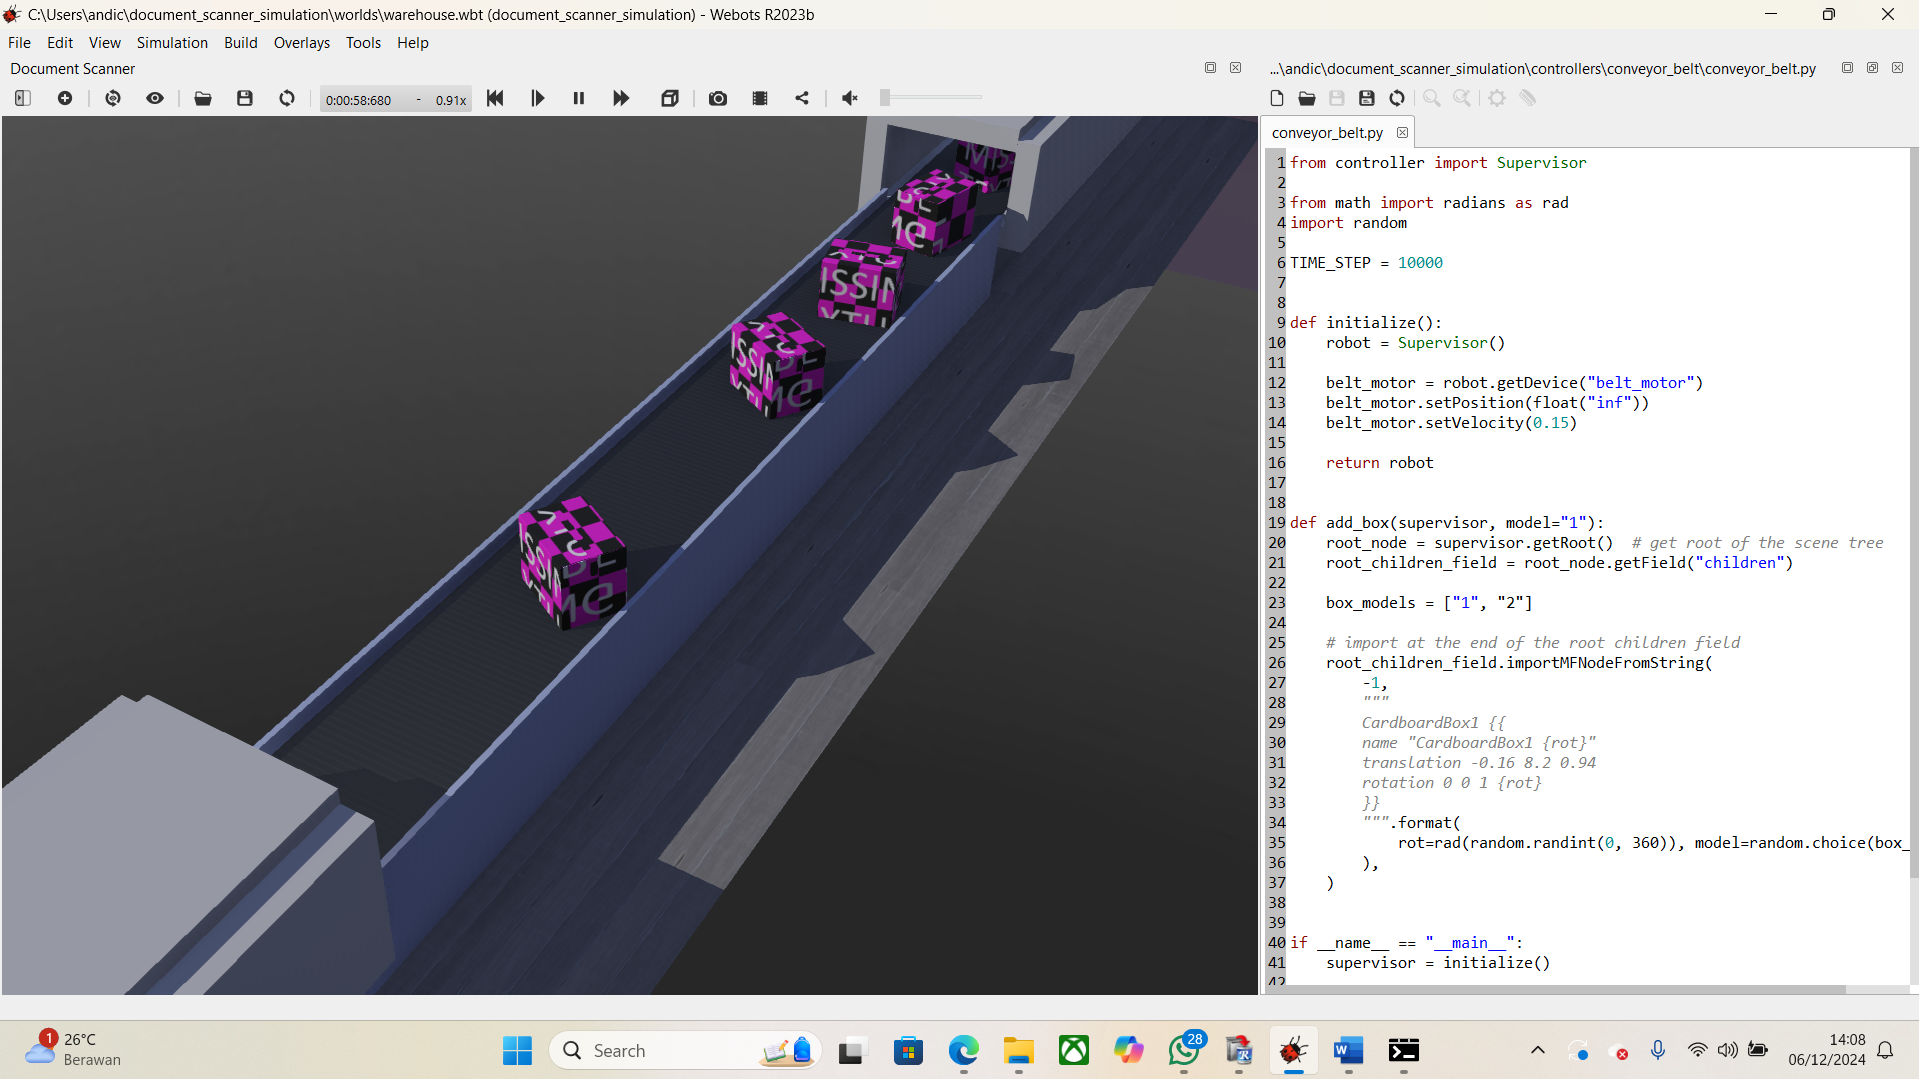 C:\Users\andic\document_scanner_simulation\worlds\warehouse.wbt (document_scanner_simulation) - Webots R2023b
File Edit View Simulation Build Overlays Tools Help
Document Scanner
0:00:58:680 - 0.91x
...\andic\document_scanner_simulation\controllers\conveyor_belt\conveyor_belt.py
conveyor_belt.py
1 from controller import Supervisor
2
3 from math import radians as rad
4 import random
5
6 TIME_STEP = 10000
7
8
9 def initialize():
10 robot = Supervisor()
11
12 belt_motor = robot.getDevice("belt_motor")
13 belt_motor.setPosition(float("inf"))
14 belt_motor.setVelocity(0.15)
15
16 return robot
17
18
19 def add_box(supervisor, model="1"):
20 root_node = supervisor.getRoot()  # get root of the scene tree
21 root_children_field = root_node.getField("children")
22
23 box_models = ["1", "2"]
24
25 # import at the end of the root children field
26 root_children_field.importMFNodeFromString(
27 -1,
28 """
29 CardboardBox1 {{
30 name "CardboardBox1 {rot}"
31 translation -0.16 8.2 0.94
32 rotation 0 0 1 {rot}
33 }}
34 """.format(
35 rot=rad(random.randint(0, 360)), model=random.choice(box_
36 ),
37 )
38
39
40 if __name__ == "__main__":
41 supervisor = initialize()
42
MIS
ISSIN
ISSIN
ISSIN
1
26°C
Berawan
Search
28
14:08
06/12/2024